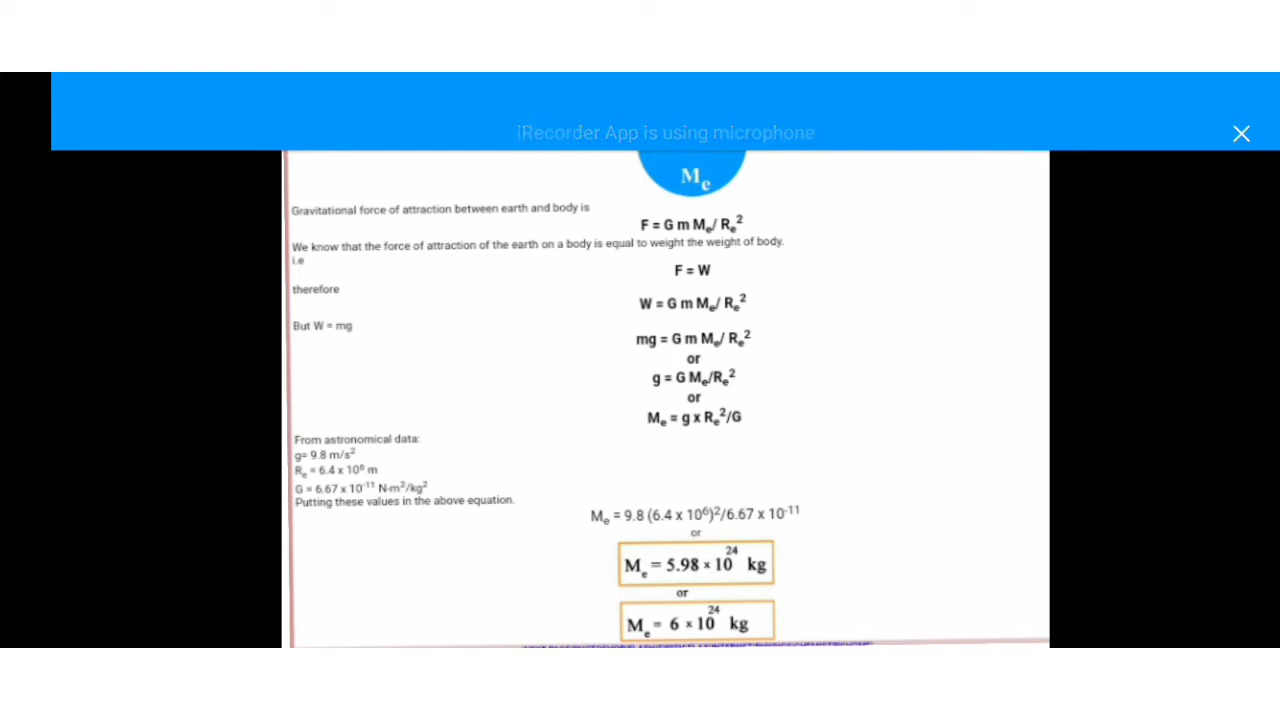 iRecorder App is using microphone
Mₑ
Gravitational force of attraction between earth and body is
F = G m Mₑ/ Rₑ²
We know that the force of attraction of the earth on a body is equal to weight the weight of body.
i.e
F = W
therefore
W = G m Mₑ/ Rₑ²
But W = mg
mg = G m Mₑ/ Rₑ²
or
g = G Mₑ/Rₑ²
or
Mₑ = g x Rₑ²/G
From astronomical data:
g= 9.8 m/s²
Rₑ = 6.4 x 10⁶ m
G = 6.67 x 10⁻¹¹ N-m²/kg²
Putting these values in the above equation.
Mₑ = 9.8 (6.4 x 10⁶)²/6.67 x 10⁻¹¹
or
Mₑ = 5.98 × 10²⁴ kg
or
Mₑ = 6 × 10²⁴ kg